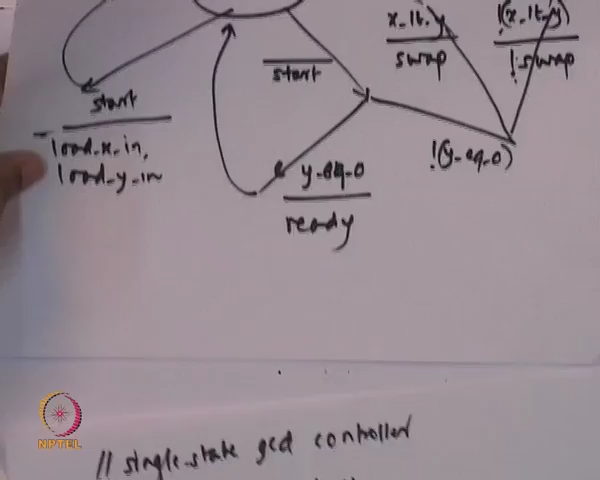 x_lt_y
swap
!(x_lt_y)
!swap
start
load_x_in,
load_y_in
start
y_eq_0
ready
!(y_eq_0)
NPTEL
// single-state gcd controller